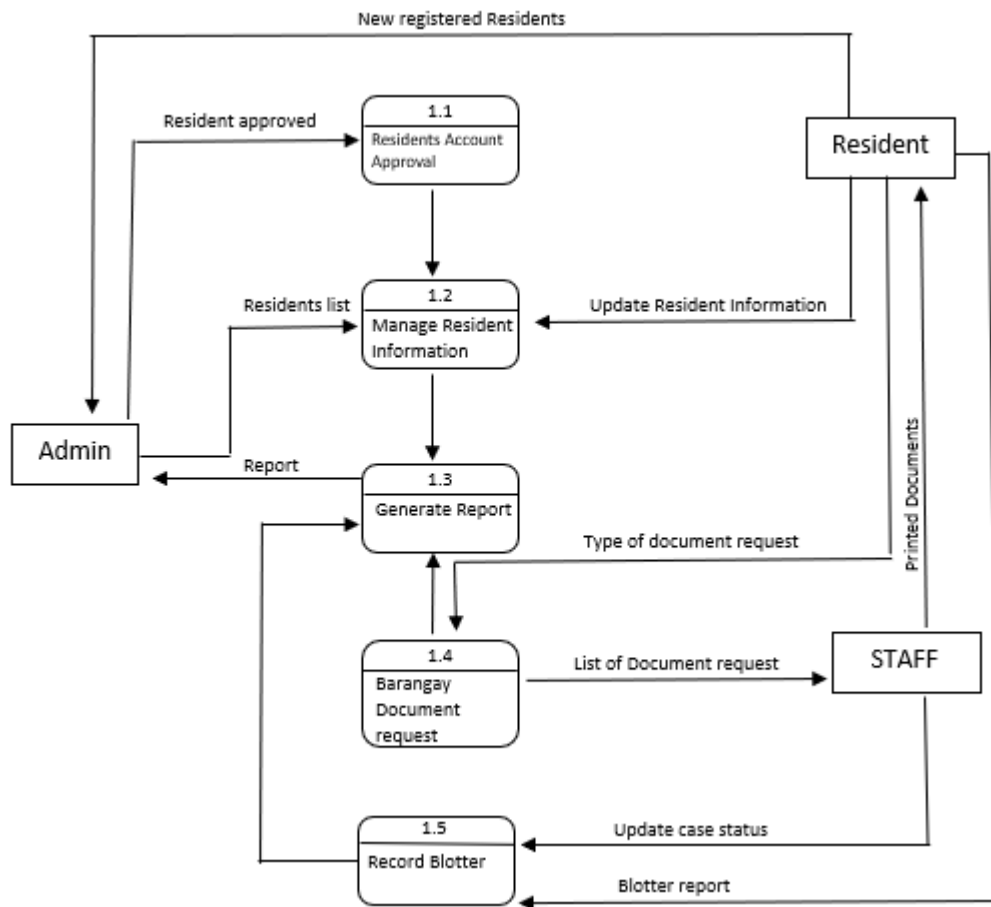 New registered Residents
1.1
Resident approved
Residents Account
Approval
Resident
1.2
Residents list
Update Resident Information
Manage Resident
Information
Admin
Report
1.3
Generate Report
Printed Documents
Type of document request
1.4
STAFF
List of Document request
Barangay
Document
request
1.5
Update case status
Record Blotter
Blotter report